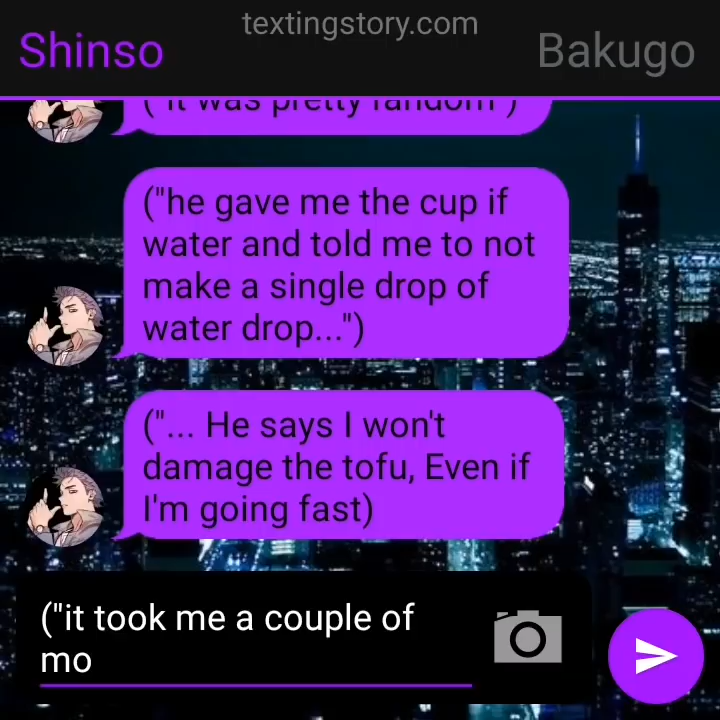 textingstory.com
Shinso
Bakugo
("he gave me the cup if
water and told me to not
make a single drop of
water drop...")
("... He says I won't
damage the tofu, Even if
I'm going fast)
("it took me a couple of
mo